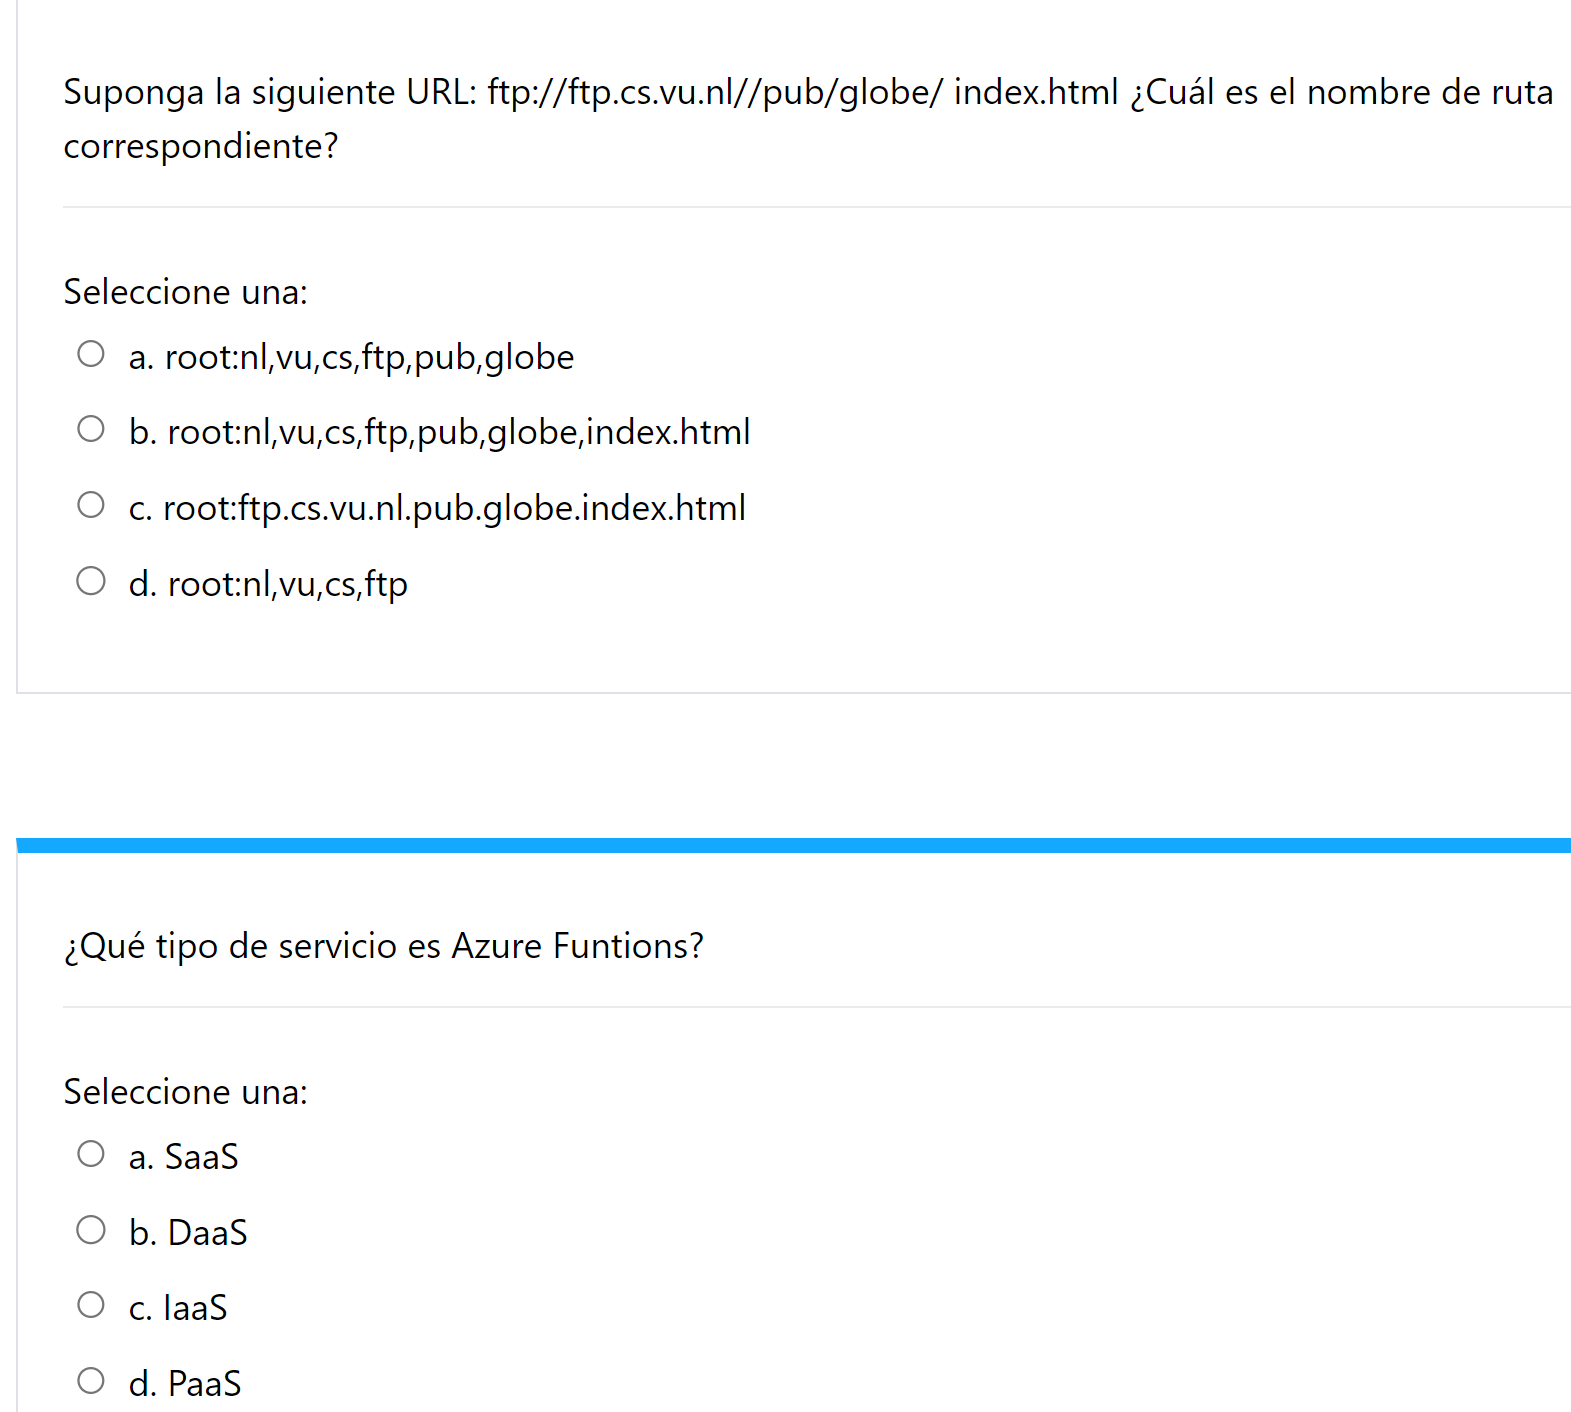 Suponga la siguiente URL: ftp://ftp.cs.vu.nl//pub/globe/ index.html ¿Cuál es el nombre de ruta
correspondiente?
Seleccione una:
a. root:nl,vu,cs,ftp,pub,globe
b. root:nl,vu,cs,ftp,pub,globe,index.html
c. root:ftp.cs.vu.nl.pub.globe.index.html
d. root:nl,vu,cs,ftp
¿Qué tipo de servicio es Azure Funtions?
Seleccione una:
a. SaaS
b. DaaS
c. IaaS
d. PaaS